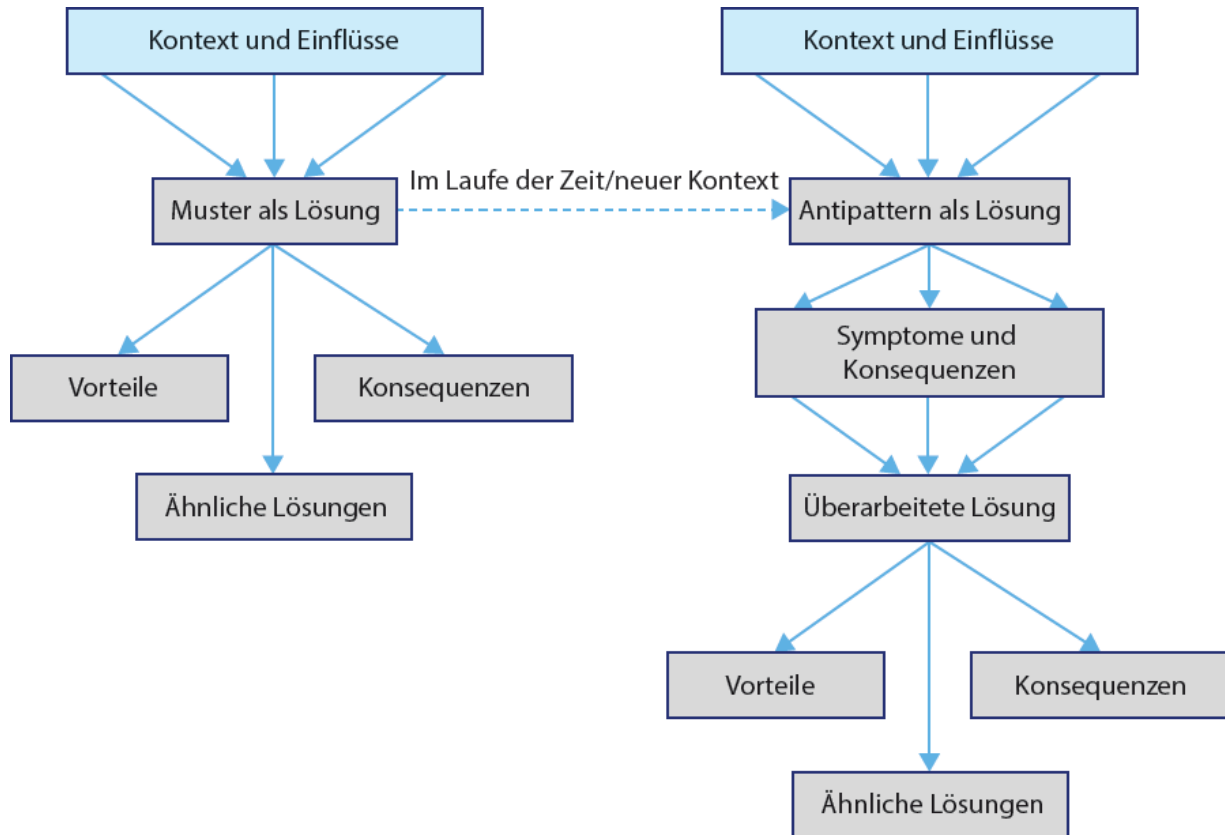 Kontext und Einflüsse
Kontext und Einflüsse
Im Laufe der Zeit/neuer Kontext
Muster als Lösung
Antipattern als Lösung
Symptome und
Konsequenzen
Vorteile
Konsequenzen
Ähnliche Lösungen
Überarbeitete Lösung
Vorteile
Konsequenzen
Ähnliche Lösungen